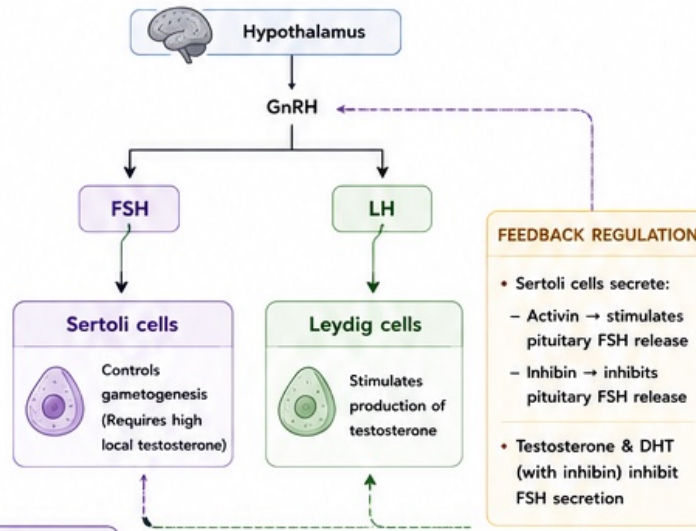 Hypothalamus
GnRH
FSH
LH
Sertoli cells
Controls
gametogenesis
(Requires high
local testosterone)
Leydig cells
Stimulates
production of
testosterone
FEEDBACK REGULATION
• Sertoli cells secrete:
– Activin → stimulates
pituitary FSH release
– Inhibin → inhibits
pituitary FSH release
• Testosterone & DHT
(with inhibin) inhibit
FSH secretion